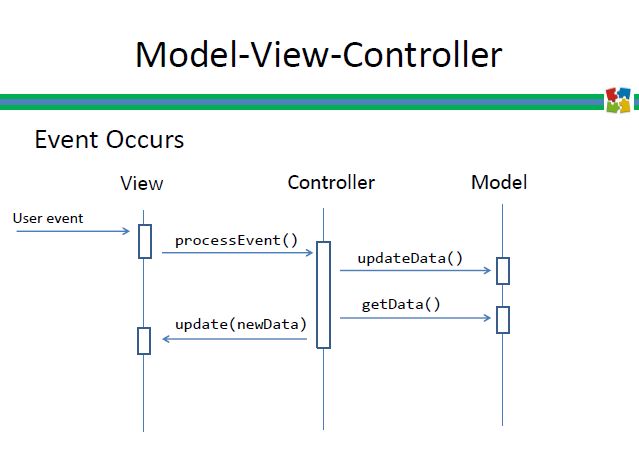 Model-View-Controller
Event Occurs
View
Controller
Model
User event
processEvent()
updateData()
getData()
update(newData)